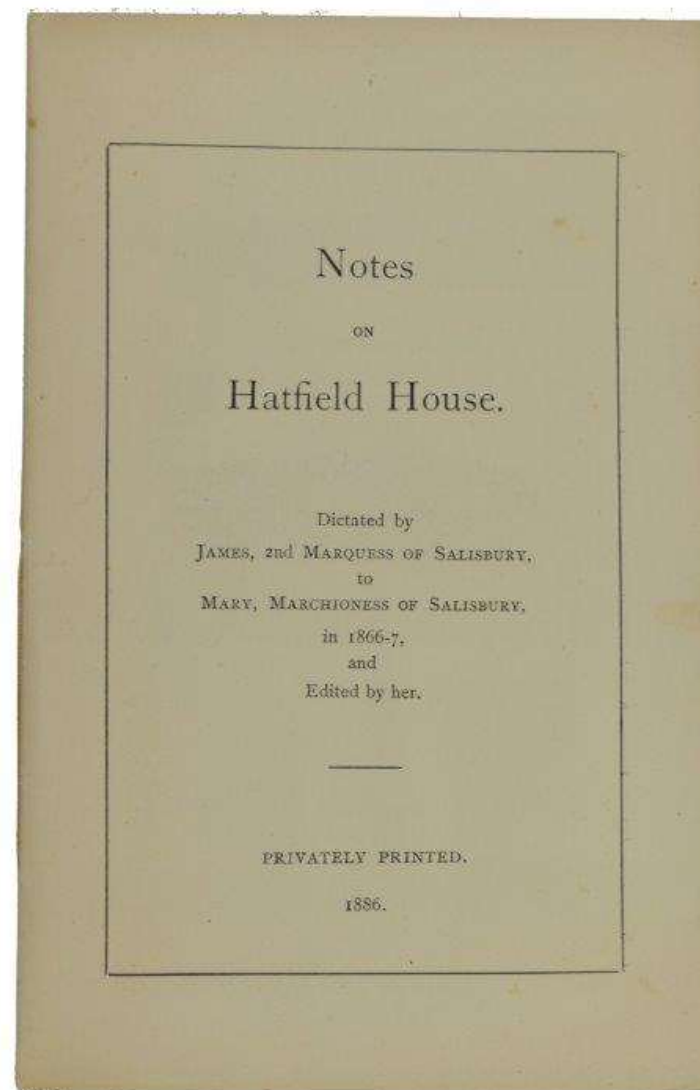 Notes
ON
Hatfield House.
Dictated by
JAMES, 2nd MARQUESS OF SALISBURY,
to
MARY, MARCHIONESS OF SALISBURY,
in 1866-7,
and
Edited by her.
PRIVATELY PRINTED.
1886.